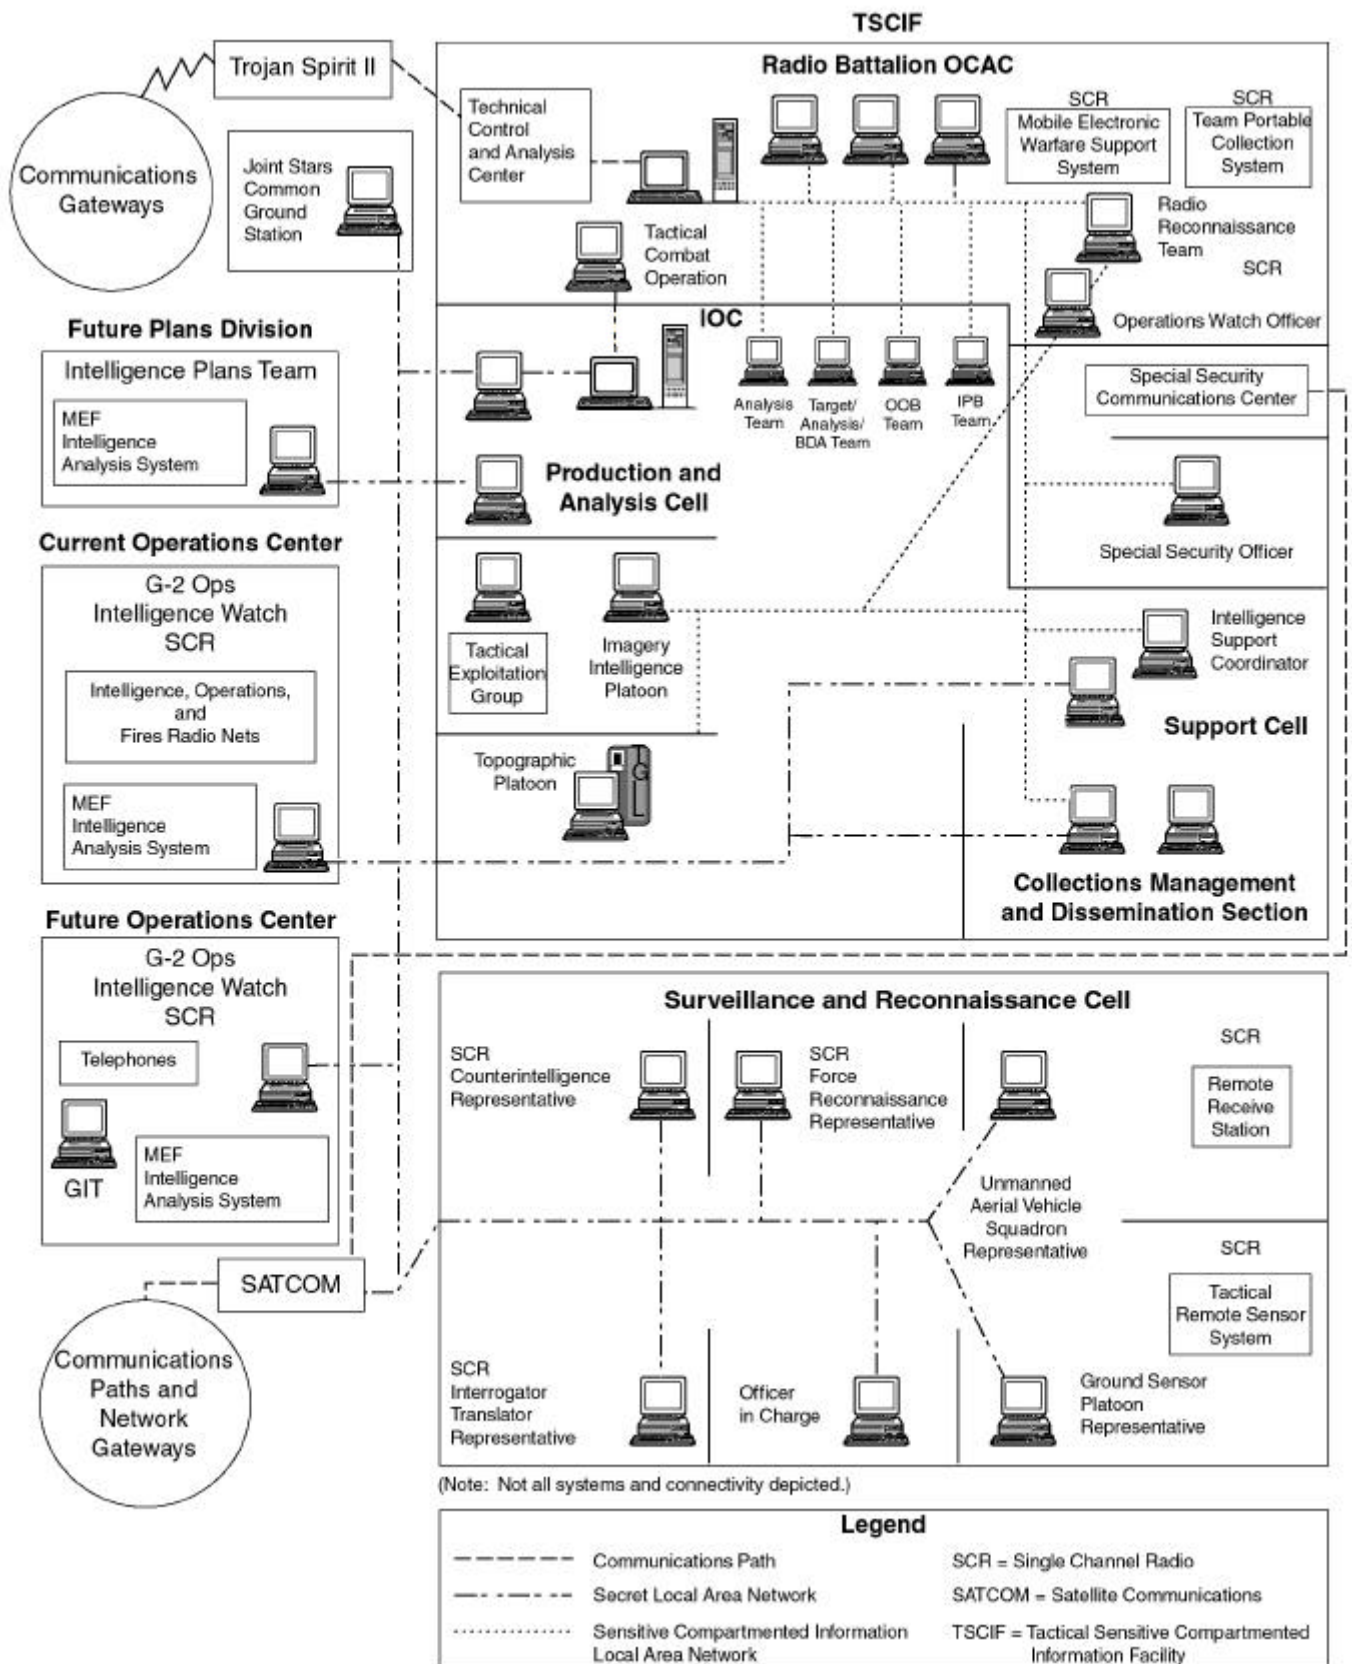 TSCIF
Trojan Spirit II
Communications
Gateways
Joint Stars
Common
Ground
Station
Radio Battalion OCAC
Technical
Control
and Analysis
Center
SCR
Mobile Electronic
Warfare Support
System
SCR
Team Portable
Collection
System
Tactical
Combat
Operation
Radio
Reconnaissance
Team
SCR
Operations Watch Officer
Future Plans Division
Intelligence Plans Team
MEF
Intelligence
Analysis System
IOC
Analysis
Team
Target/
Analysis/
BDA Team
OOB
Team
IPB
Team
Special Security
Communications Center
Production and
Analysis Cell
Special Security Officer
Current Operations Center
G-2 Ops
Intelligence Watch
SCR
Intelligence, Operations,
and
Fires Radio Nets
MEF
Intelligence
Analysis System
Tactical
Exploitation
Group
Imagery
Intelligence
Platoon
Intelligence
Support
Coordinator
Support Cell
Topographic
Platoon
Collections Management
and Dissemination Section
Future Operations Center
G-2 Ops
Intelligence Watch
SCR
Telephones
GIT
MEF
Intelligence
Analysis System
SATCOM
Communications
Paths and
Network
Gateways
Surveillance and Reconnaissance Cell
SCR
Counterintelligence
Representative
SCR
Force
Reconnaissance
Representative
SCR
Remote
Receive
Station
Unmanned
Aerial Vehicle
Squadron
Representative
SCR
Tactical
Remote Sensor
System
SCR
Interrogator
Translator
Representative
Officer
in Charge
Ground Sensor
Platoon
Representative
(Note: Not all systems and connectivity depicted.)
Legend
Communications Path
SCR = Single Channel Radio
Secret Local Area Network
SATCOM = Satellite Communications
Sensitive Compartmented Information
Local Area Network
TSCIF = Tactical Sensitive Compartmented
Information Facility